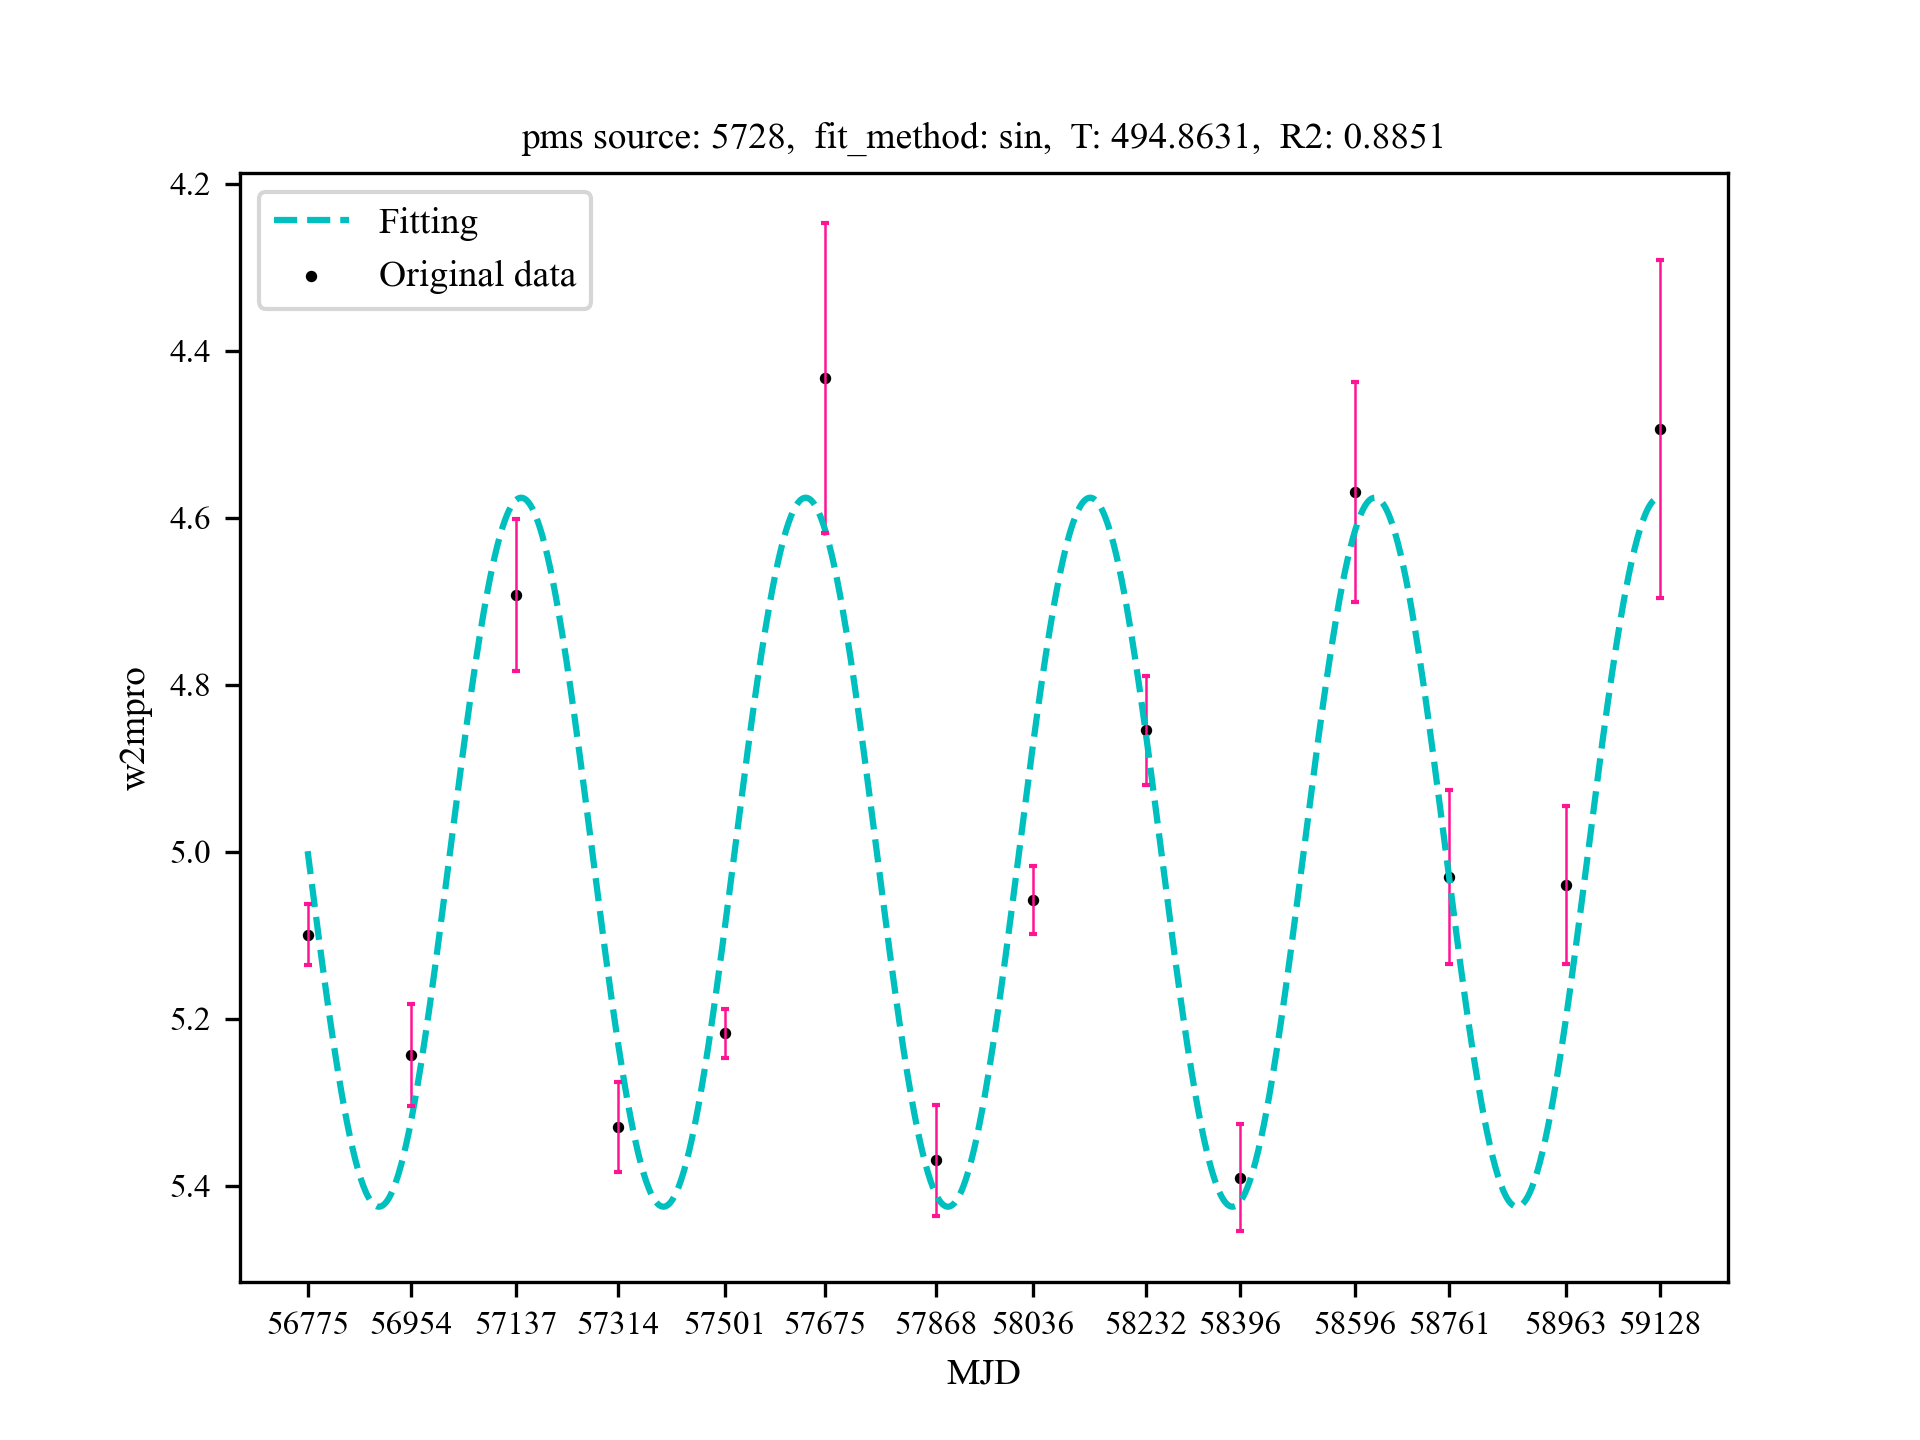 pms source: 5728,  fit_method: sin,  T: 494.8631,  R2: 0.8851
Fitting
Original data
4.2
4.4
4.6
4.8
5.0
5.2
5.4
w2mpro
56775 56954 57137 57314 57501 57675 57868 58036 58232 58396 58596 58761 58963 59128
MJD